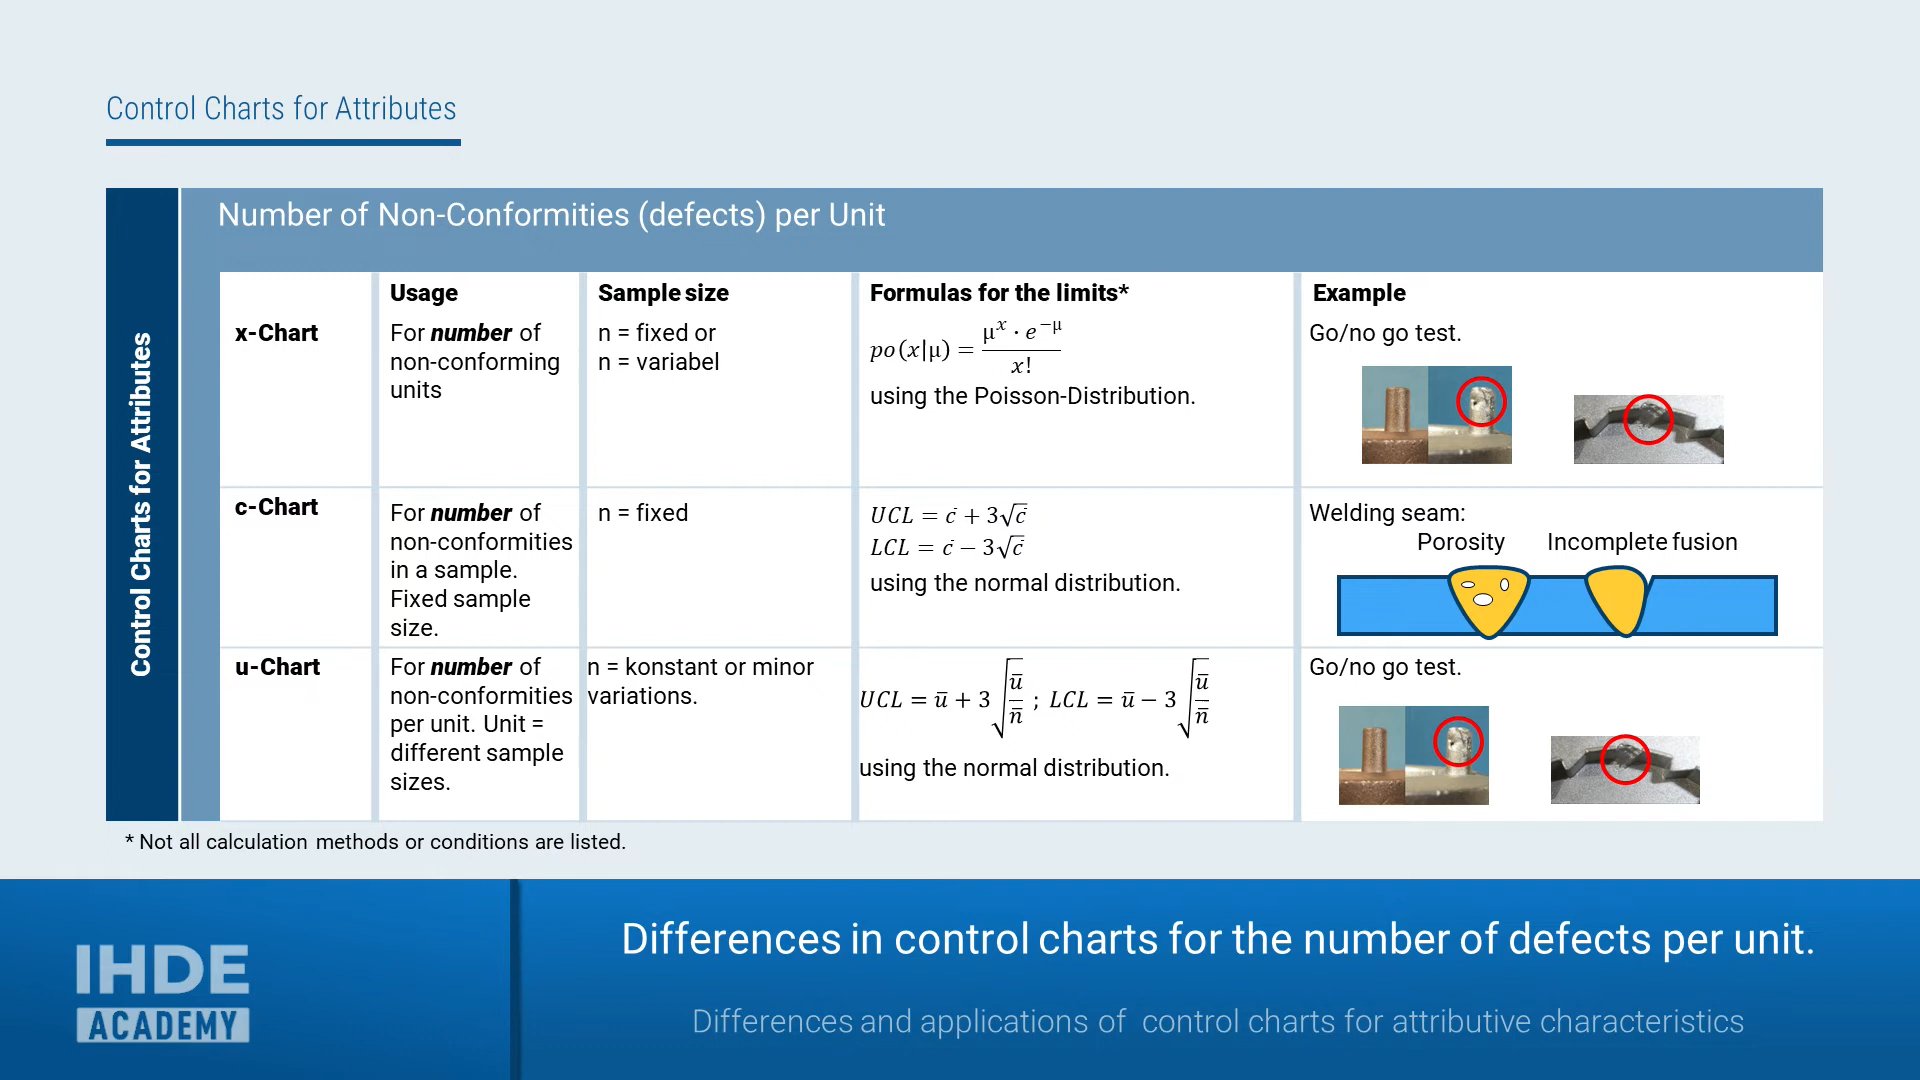 Control Charts for Attributes
Number of Non-Conformities (defects) per Unit
Control Charts for Attributes
Usage
Sample size
Formulas for the limits*
Example
x-Chart
For number of
non-conforming
units
n = fixed or
n = variabel
po(x|µ) = µ^x · e^−µ / x!
using the Poisson-Distribution.
Go/no go test.
c-Chart
For number of
non-conformities
in a sample.
Fixed sample
size.
n = fixed
UCL = c̄ + 3√c̄
LCL = c̄ − 3√c̄
using the normal distribution.
Welding seam:
Porosity
Incomplete fusion
u-Chart
For number of
non-conformities
per unit. Unit =
different sample
sizes.
n = konstant or minor
variations.
UCL = ū + 3√(ū/n̄) ; LCL = ū − 3√(ū/n̄)
using the normal distribution.
Go/no go test.
* Not all calculation methods or conditions are listed.
IHDE
ACADEMY
Differences in control charts for the number of defects per unit.
Differences and applications of control charts for attributive characteristics